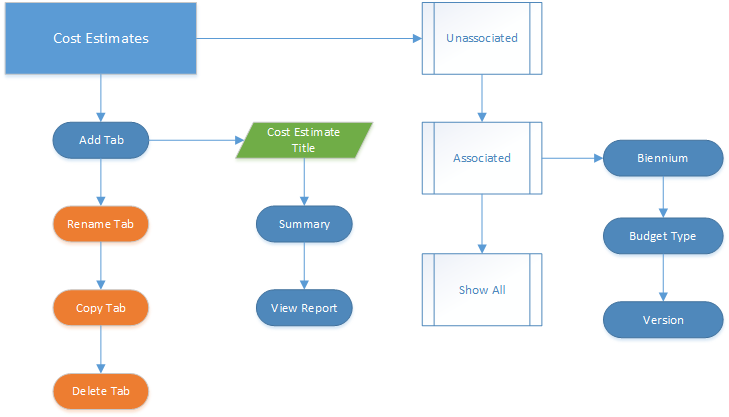 Cost Estimates
Unassociated
Add Tab
Cost Estimate
Title
Associated
Biennium
Rename Tab
Summary
Budget Type
Copy Tab
View Report
Show All
Version
Delete Tab